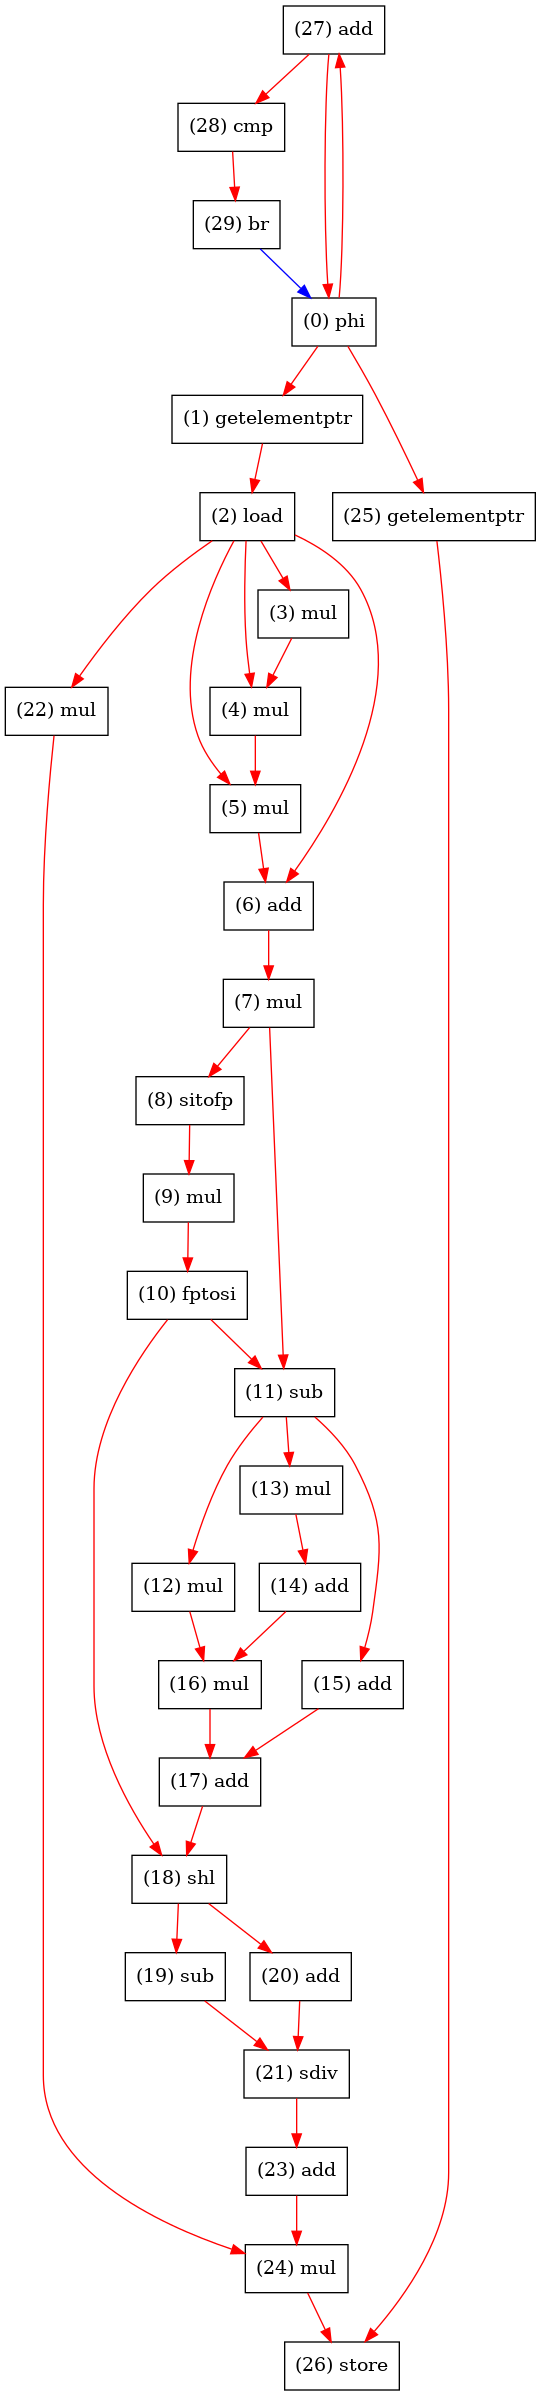 (27) add
(28) cmp
(29) br
(0) phi
(1) getelementptr
(2) load
(25) getelementptr
(3) mul
(22) mul
(4) mul
(5) mul
(6) add
(7) mul
(8) sitofp
(9) mul
(10) fptosi
(11) sub
(13) mul
(12) mul
(14) add
(16) mul
(15) add
(17) add
(18) shl
(19) sub
(20) add
(21) sdiv
(23) add
(24) mul
(26) store